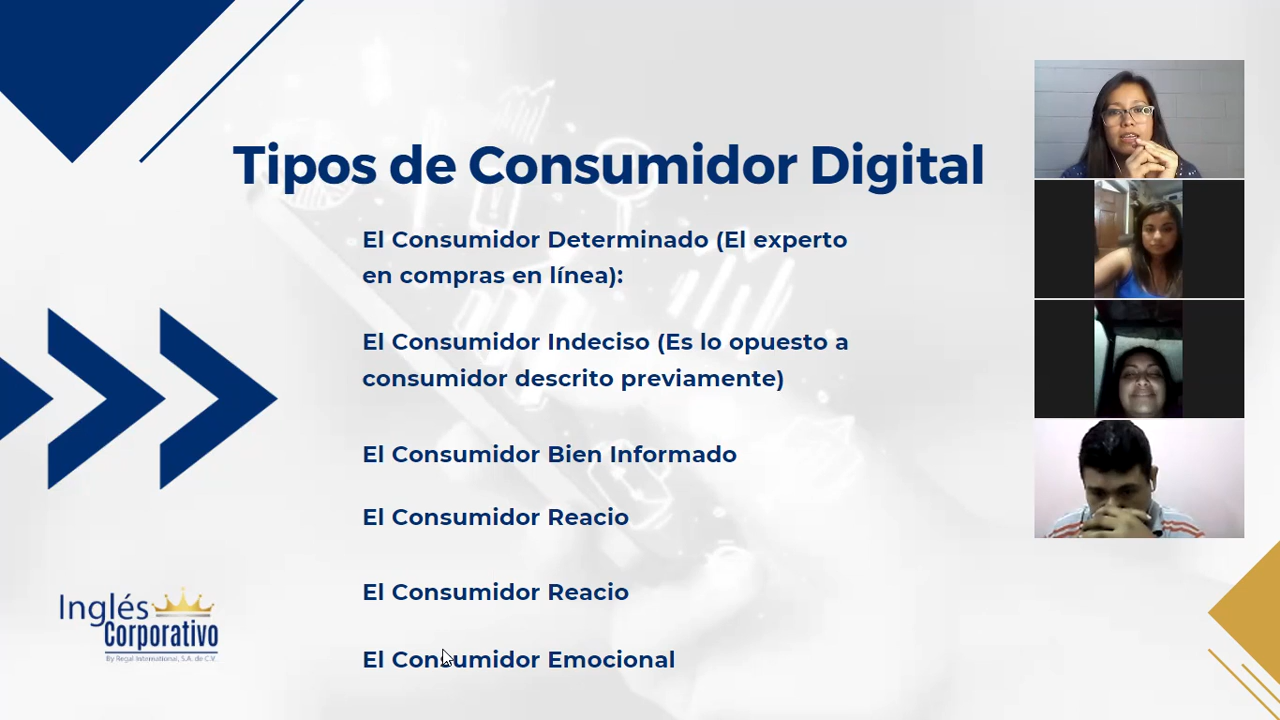 Tipos de Consumidor Digital
El Consumidor Determinado (El experto
en compras en línea):
El Consumidor Indeciso (Es lo opuesto a
consumidor descrito previamente)
El Consumidor Bien Informado
El Consumidor Reacio
El Consumidor Reacio
El Consumidor Emocional
Inglés
Corporativo
By Regal International, S.A. de C.V.